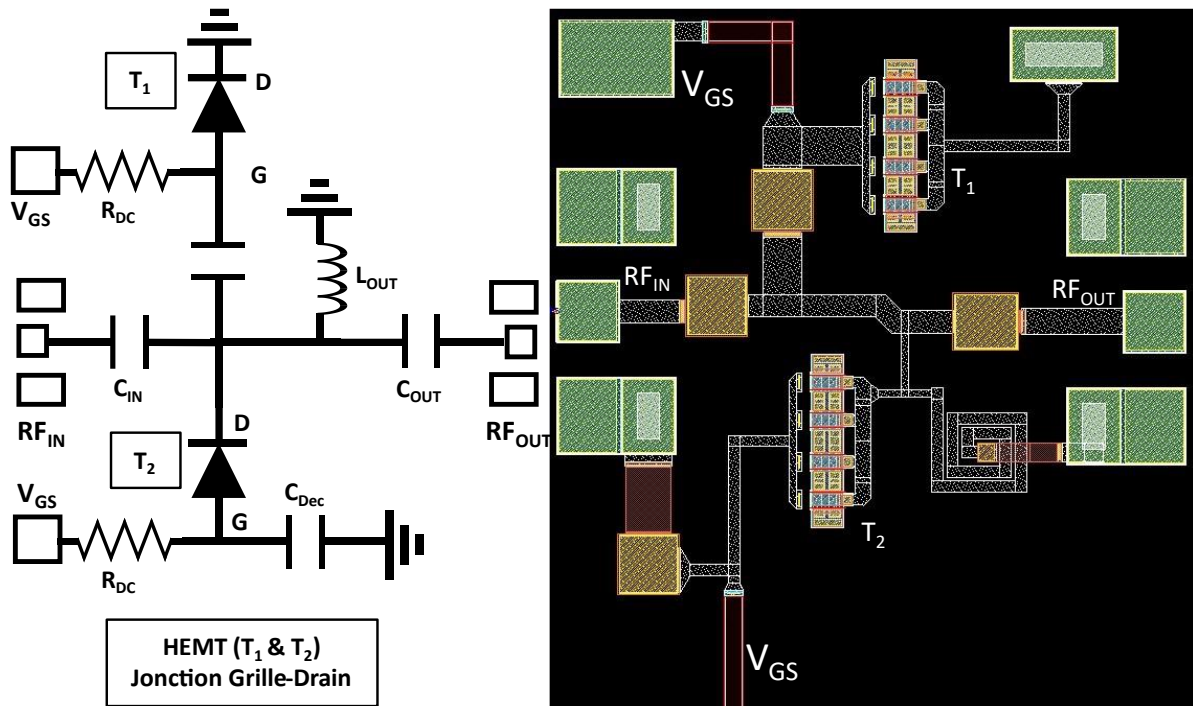 T1
D
G
VGS
RDC
LOUT
CIN
COUT
RFIN
RFOUT
D
T2
VGS
G
CDec
RDC
HEMT (T1 & T2)
Jonction Grille-Drain
VGS
T1
RFIN
RFOUT
T2
VGS